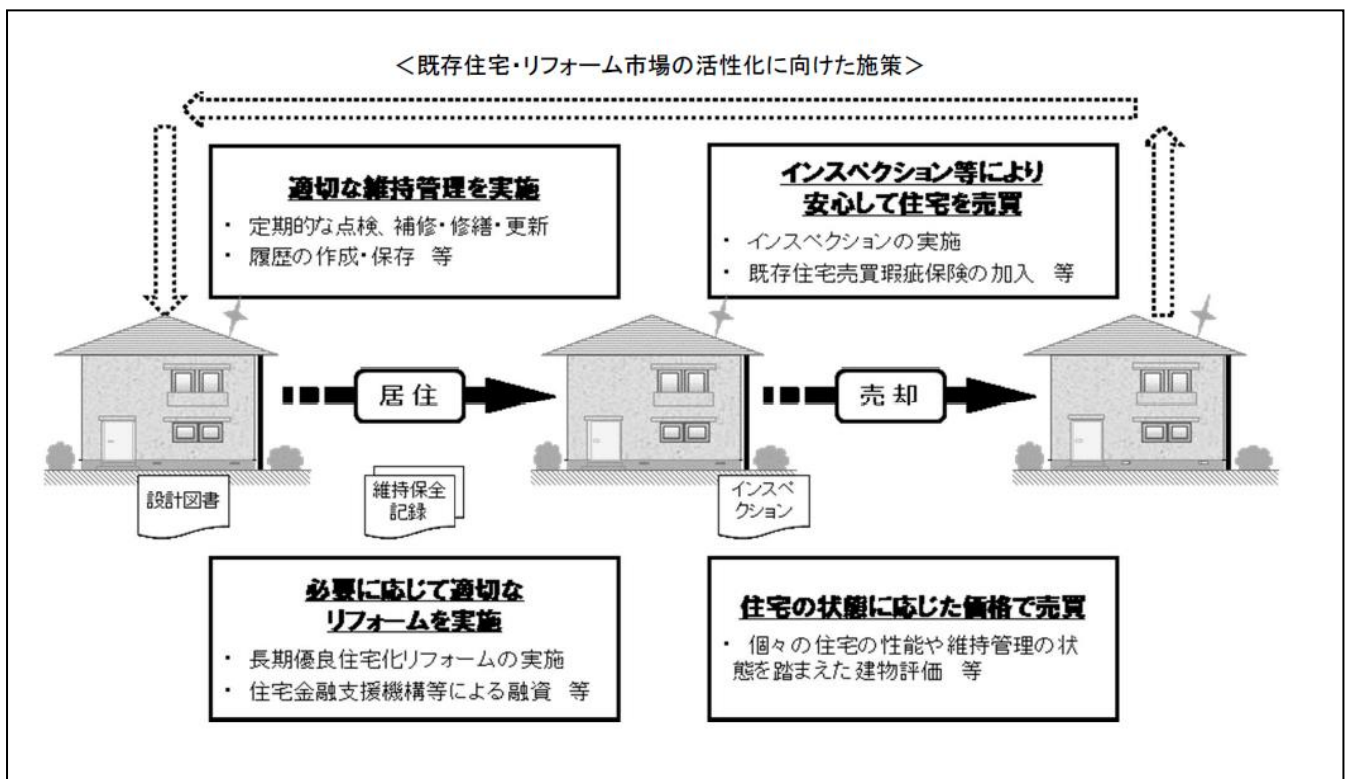 ＜既存住宅・リフォーム市場の活性化に向けた施策＞
適切な維持管理を実施
・ 定期的な点検、補修・修繕・更新
・ 履歴の作成・保存　等
インスペクション等により
安心して住宅を売買
・ インスペクションの実施
・ 既存住宅売買瑕疵保険の加入　等
居住
売却
設計図書
維持保全
記録
インスペ
クション
必要に応じて適切な
リフォームを実施
・ 長期優良住宅化リフォームの実施
・ 住宅金融支援機構等による融資　等
住宅の状態に応じた価格で売買
・ 個々の住宅の性能や維持管理の状
態を踏まえた建物評価　等